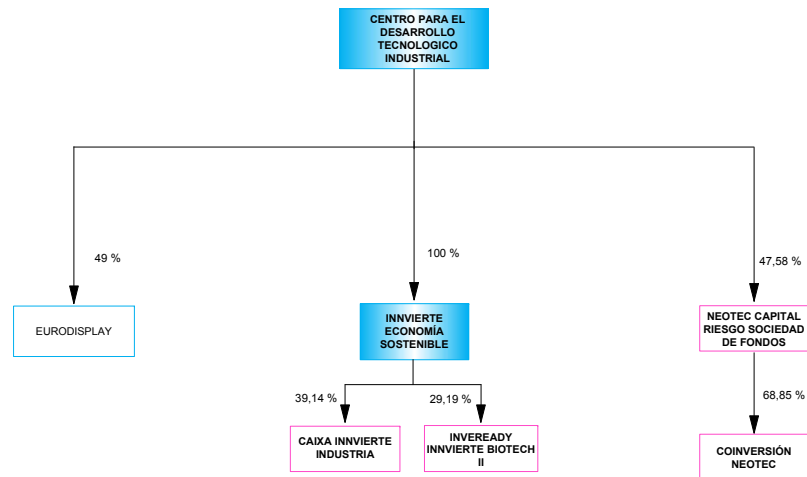 CENTRO PARA EL
DESARROLLO
TECNOLOGICO
INDUSTRIAL
49 %
100 %
47,58 %
EURODISPLAY
INNVIERTE
ECONOMÍA
SOSTENIBLE
NEOTEC CAPITAL
RIESGO SOCIEDAD
DE FONDOS
39,14 %
29,19 %
68,85 %
CAIXA INNVIERTE
INDUSTRIA
INVEREADY
INNVIERTE BIOTECH
II
COINVERSIÓN
NEOTEC